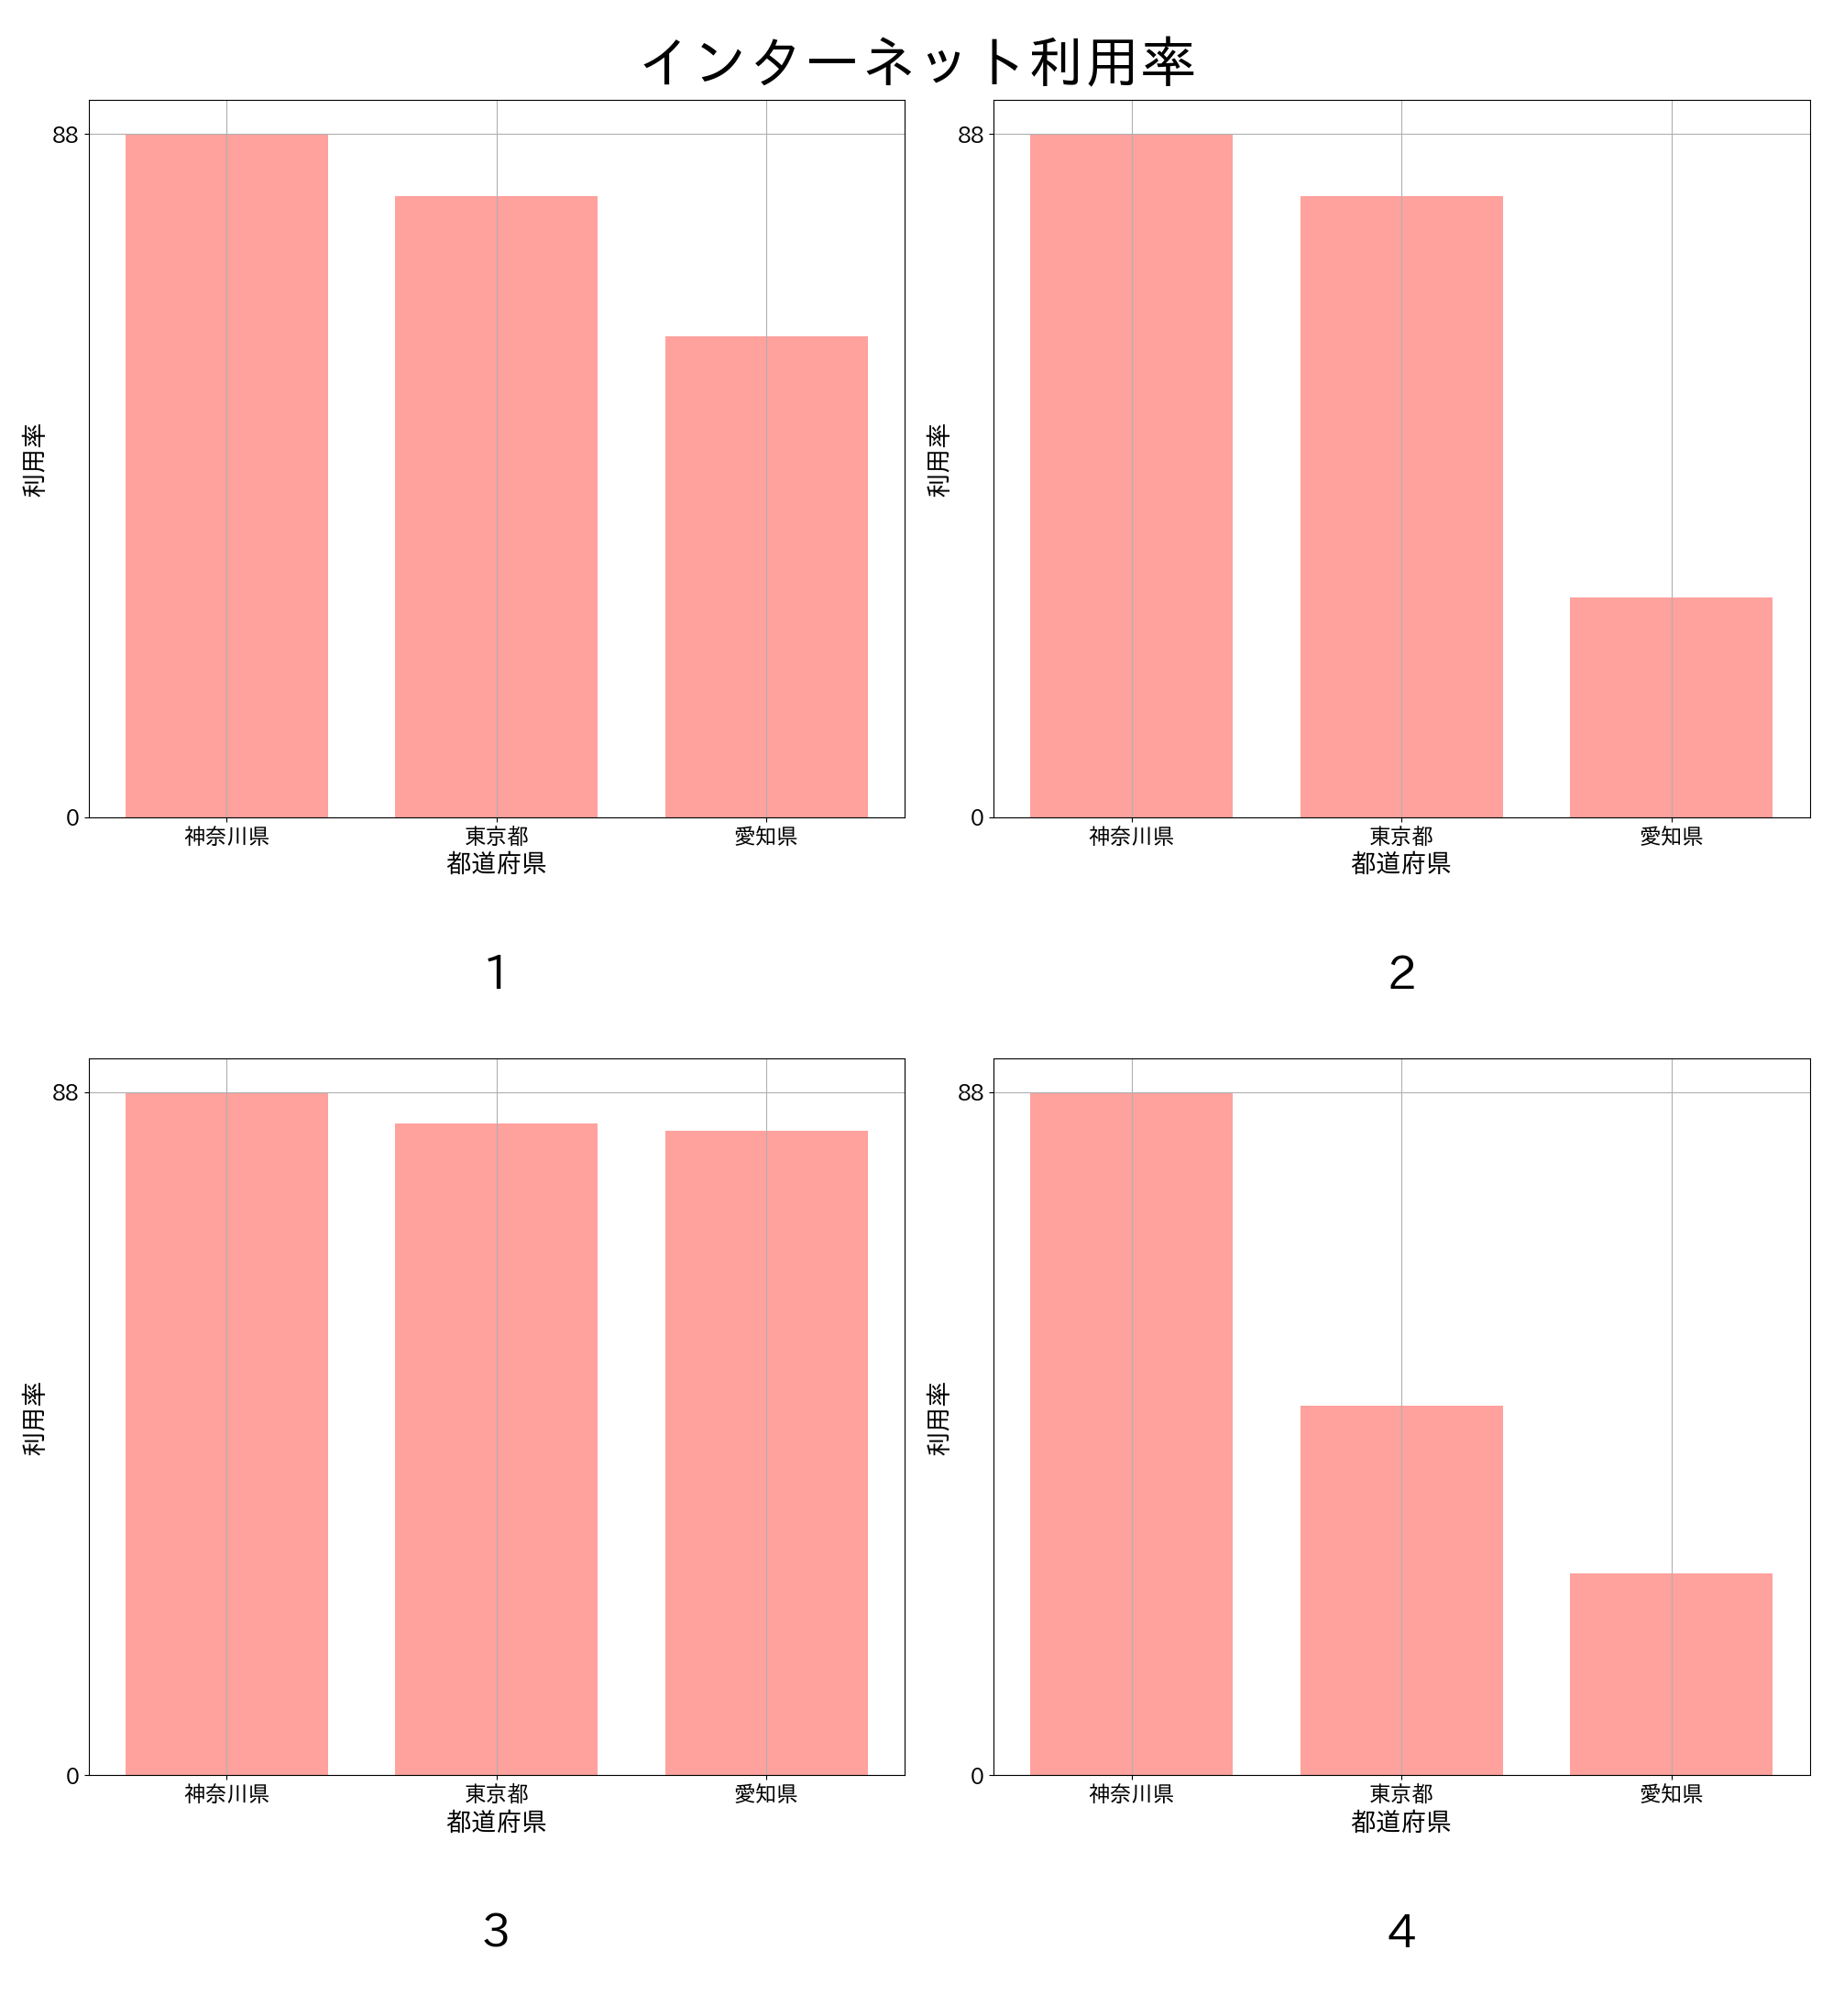 インターネット利用率
88
0
利用率
神奈川県 東京都 愛知県
都道府県
1
88
0
利用率
神奈川県 東京都 愛知県
都道府県
2
88
0
利用率
神奈川県 東京都 愛知県
都道府県
3
88
0
利用率
神奈川県 東京都 愛知県
都道府県
4